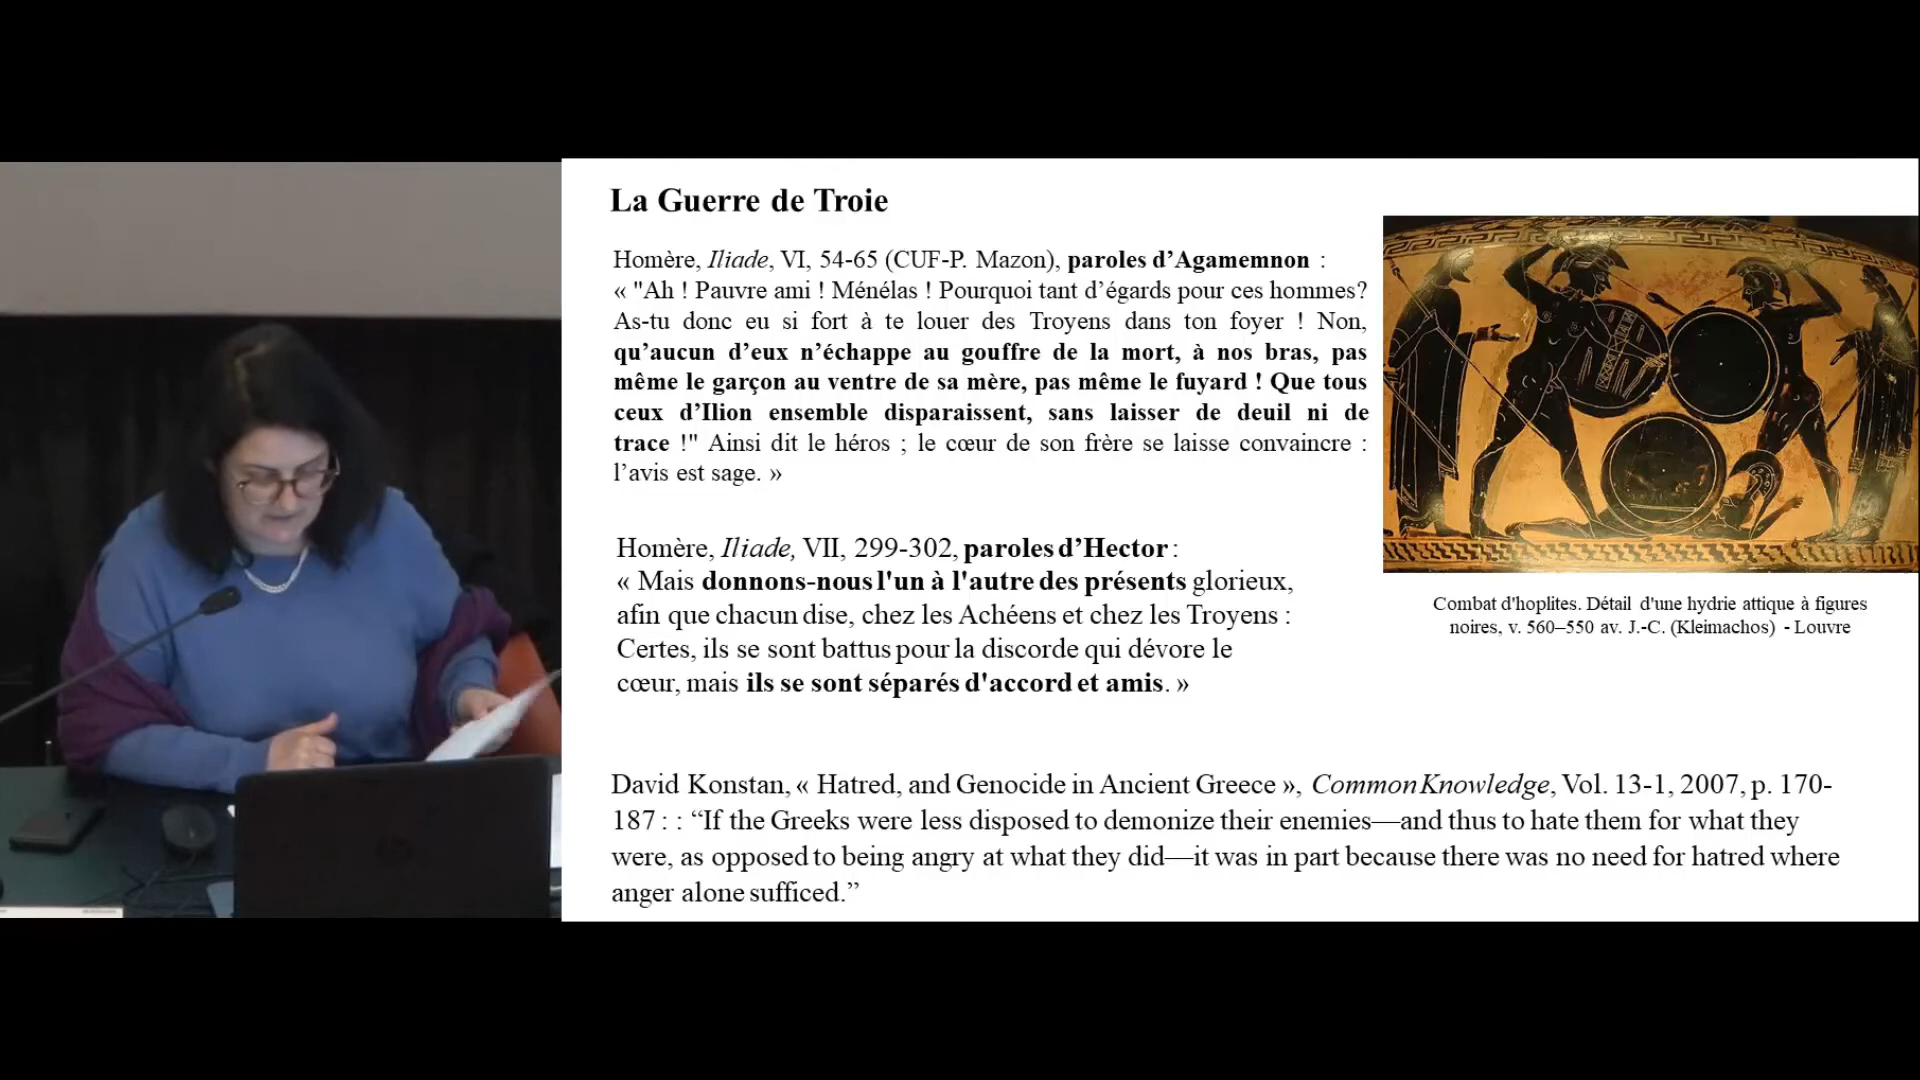 La Guerre de Troie
Homère, Iliade, VI, 54-65 (CUF-P. Mazon), paroles d’Agamemnon :
« "Ah ! Pauvre ami ! Ménélas ! Pourquoi tant d’égards pour ces hommes?
As-tu donc eu si fort à te louer des Troyens dans ton foyer ! Non,
qu’aucun d’eux n’échappe au gouffre de la mort, à nos bras, pas
même le garçon au ventre de sa mère, pas même le fuyard ! Que tous
ceux d’Ilion ensemble disparaissent, sans laisser de deuil ni de
trace !" Ainsi dit le héros ; le cœur de son frère se laisse convaincre :
l’avis est sage. »
Homère, Iliade, VII, 299-302, paroles d’Hector :
« Mais donnons-nous l'un à l'autre des présents glorieux,
afin que chacun dise, chez les Achéens et chez les Troyens :
Certes, ils se sont battus pour la discorde qui dévore le
cœur, mais ils se sont séparés d'accord et amis. »
Combat d'hoplites. Détail d'une hydrie attique à figures
noires, v. 560–550 av. J.-C. (Kleimachos) - Louvre
David Konstan, « Hatred, and Genocide in Ancient Greece », Common Knowledge, Vol. 13-1, 2007, p. 170-
187 : : “If the Greeks were less disposed to demonize their enemies—and thus to hate them for what they
were, as opposed to being angry at what they did—it was in part because there was no need for hatred where
anger alone sufficed.”